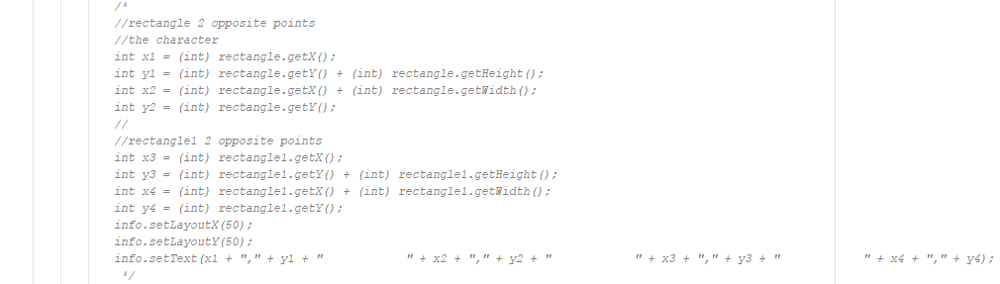 /*
//rectangle 2 opposite points
//the character
int x1 = (int) rectangle.getX();
int y1 = (int) rectangle.getY() + (int) rectangle.getHeight();
int x2 = (int) rectangle.getX() + (int) rectangle.getWidth();
int y2 = (int) rectangle.getY();
//
//rectangle1 2 opposite points
int x3 = (int) rectangle1.getX();
int y3 = (int) rectangle1.getY() + (int) rectangle1.getHeight();
int x4 = (int) rectangle1.getX() + (int) rectangle1.getWidth();
int y4 = (int) rectangle1.getY();
info.setLayoutX(50);
info.setLayoutY(50);
info.setText(x1 + "," + y1 + "            " + x2 + "," + y2 + "            " + x3 + "," + y3 + "            " + x4 + "," + y4);
*/